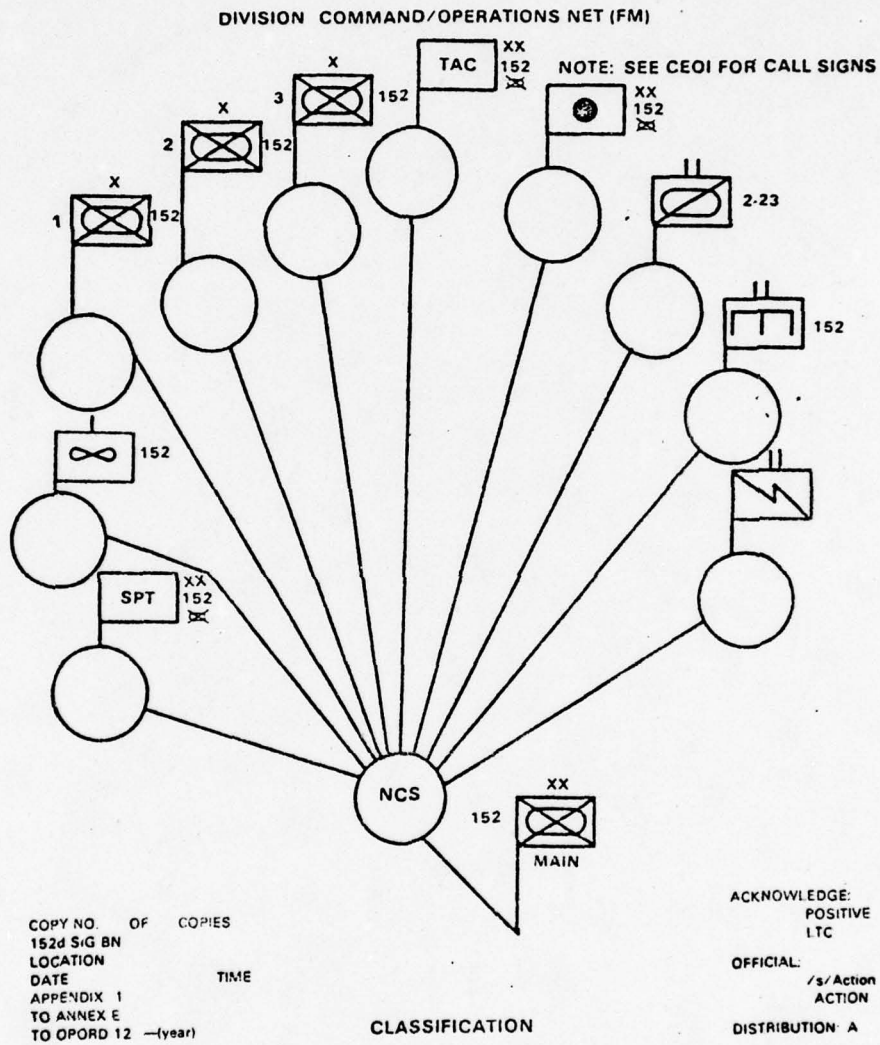 DIVISION COMMAND/OPERATIONS NET (FM)
NOTE: SEE CEOI FOR CALL SIGNS
X
1
152
X
2
152
X
3
152
TAC
XX
152
XX
152
II
2-23
II
152
II
I
152
SPT
XX
152
NCS
XX
152
MAIN
COPY NO. OF COPIES
152d SIG BN
LOCATION
DATE TIME
APPENDIX 1
TO ANNEX E
TO OPORD 12 —(year)
CLASSIFICATION
ACKNOWLEDGE:
POSITIVE
LTC
OFFICIAL:
/s/Action
ACTION
DISTRIBUTION: A